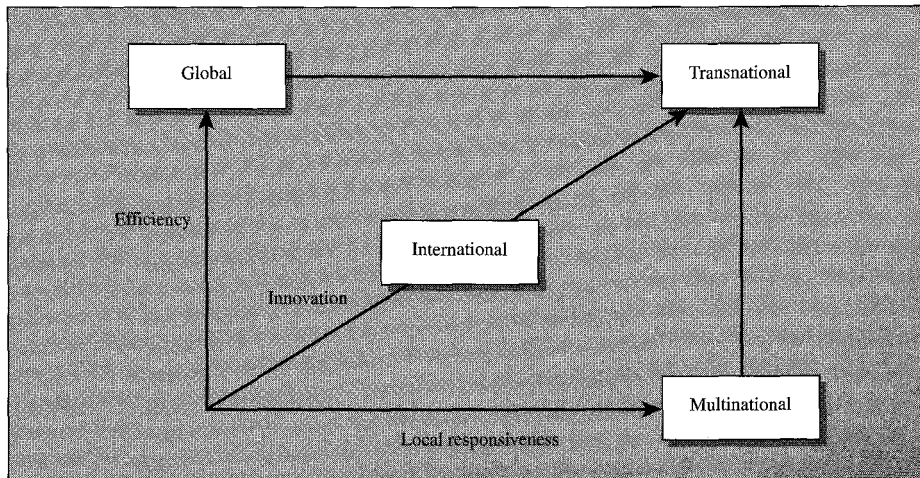 Global
Transnational
Efficiency
International
Innovation
Multinational
Local responsiveness